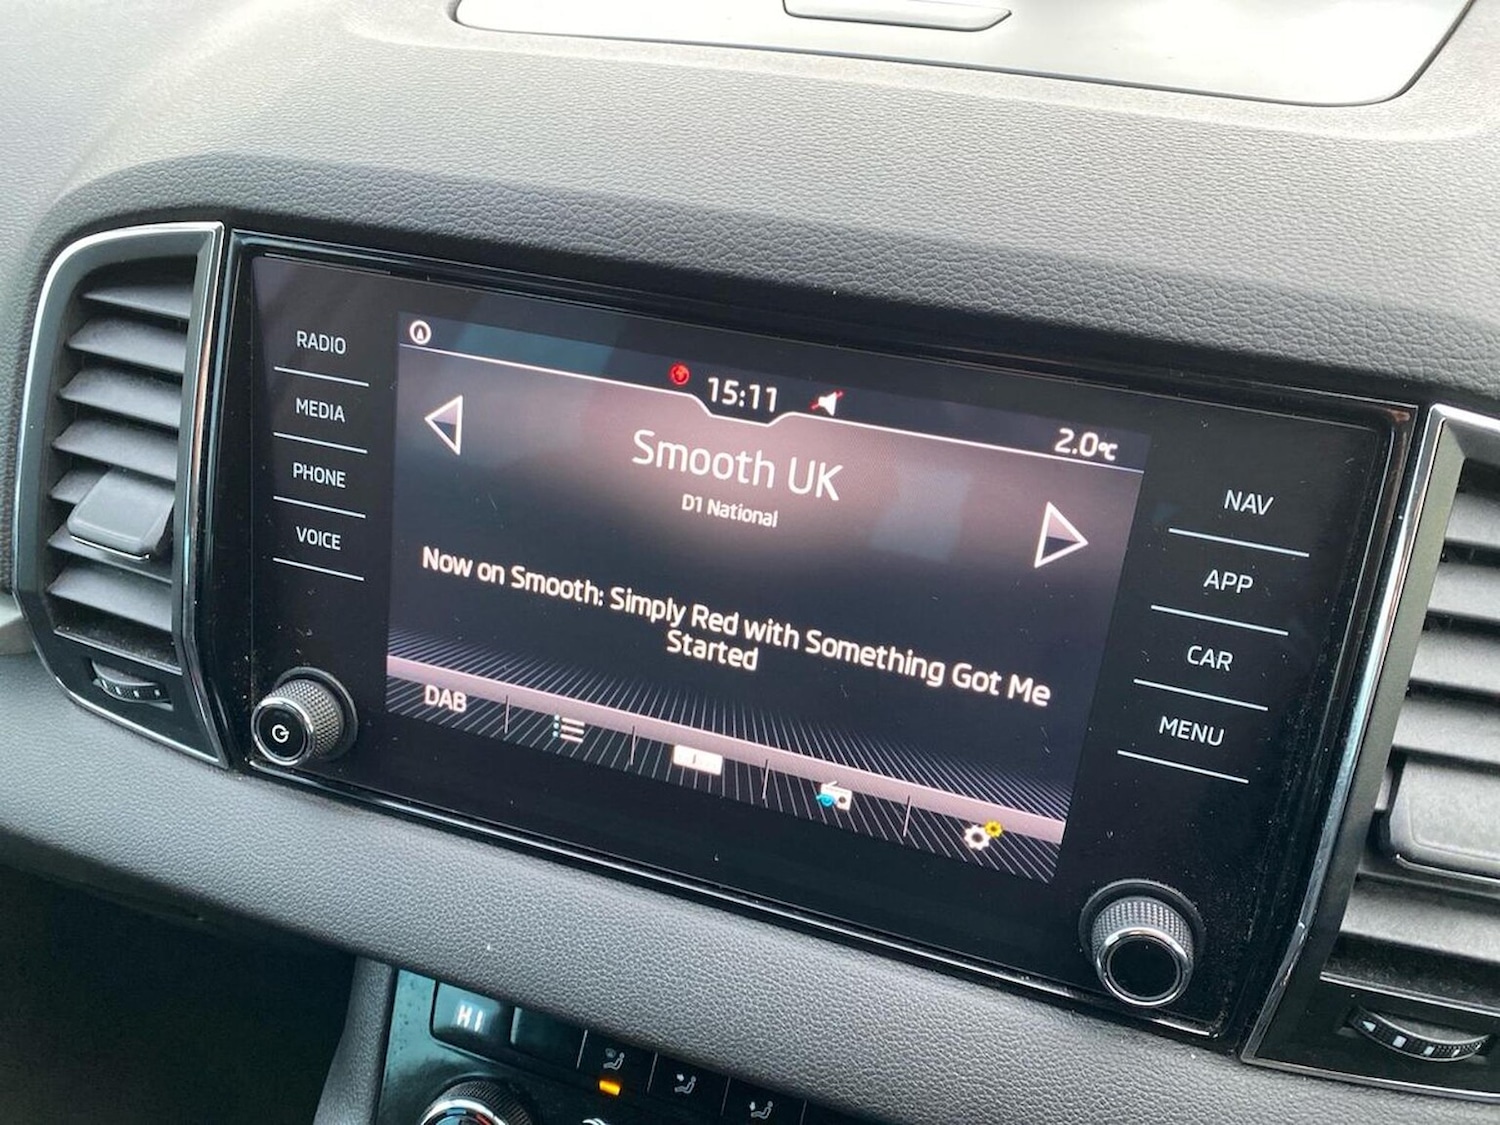 RADIO
MEDIA
PHONE
VOICE
15:11
2.0°C
Smooth UK
D1 National
Now on Smooth: Simply Red with Something Got Me
Started
DAB
NAV
APP
CAR
MENU
HI